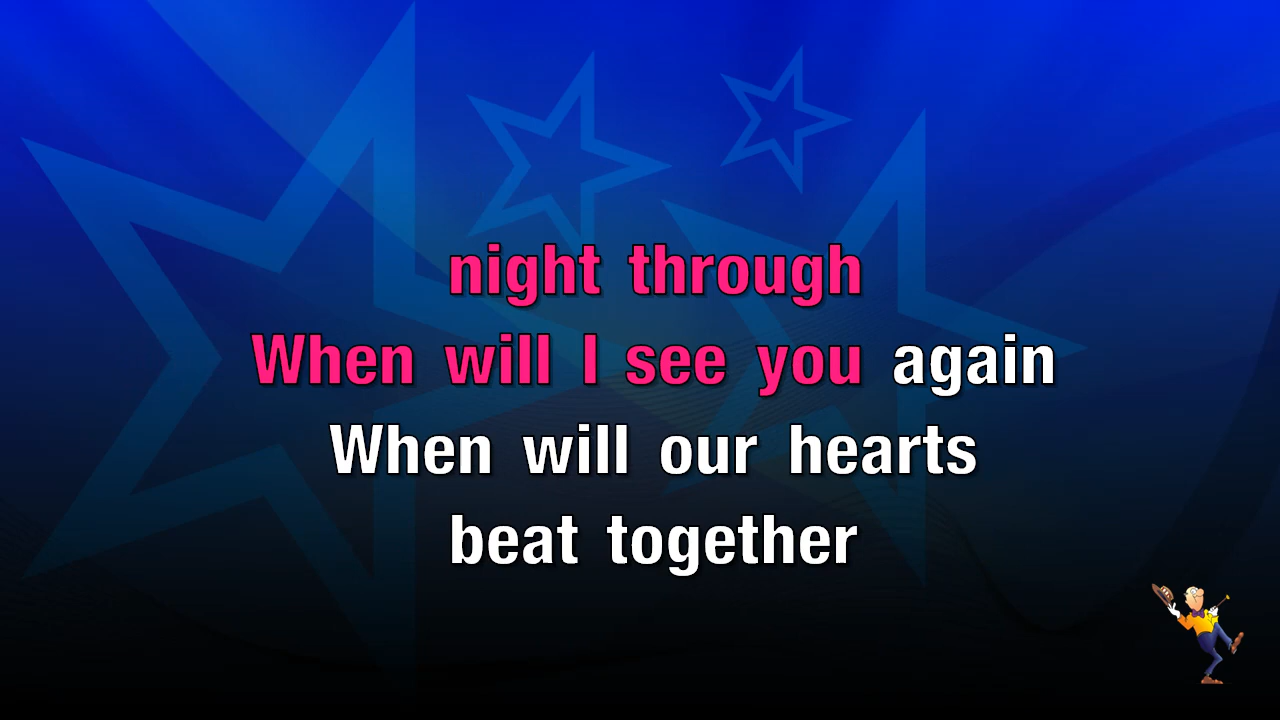 night through
When will I see you again
When will our hearts
beat together